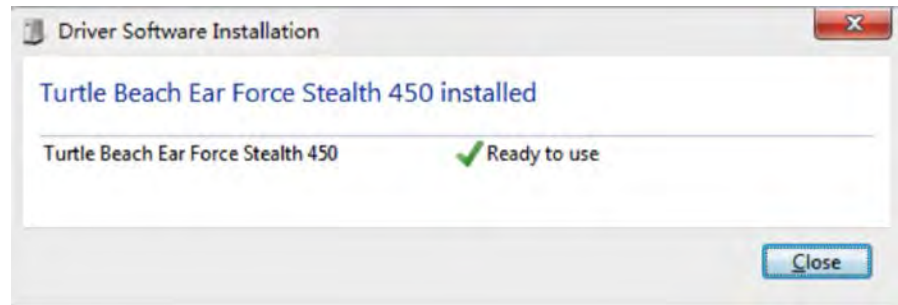 Driver Software Installation
Turtle Beach Ear Force Stealth 450 installed
Turtle Beach Ear Force Stealth 450 Ready to use
Close